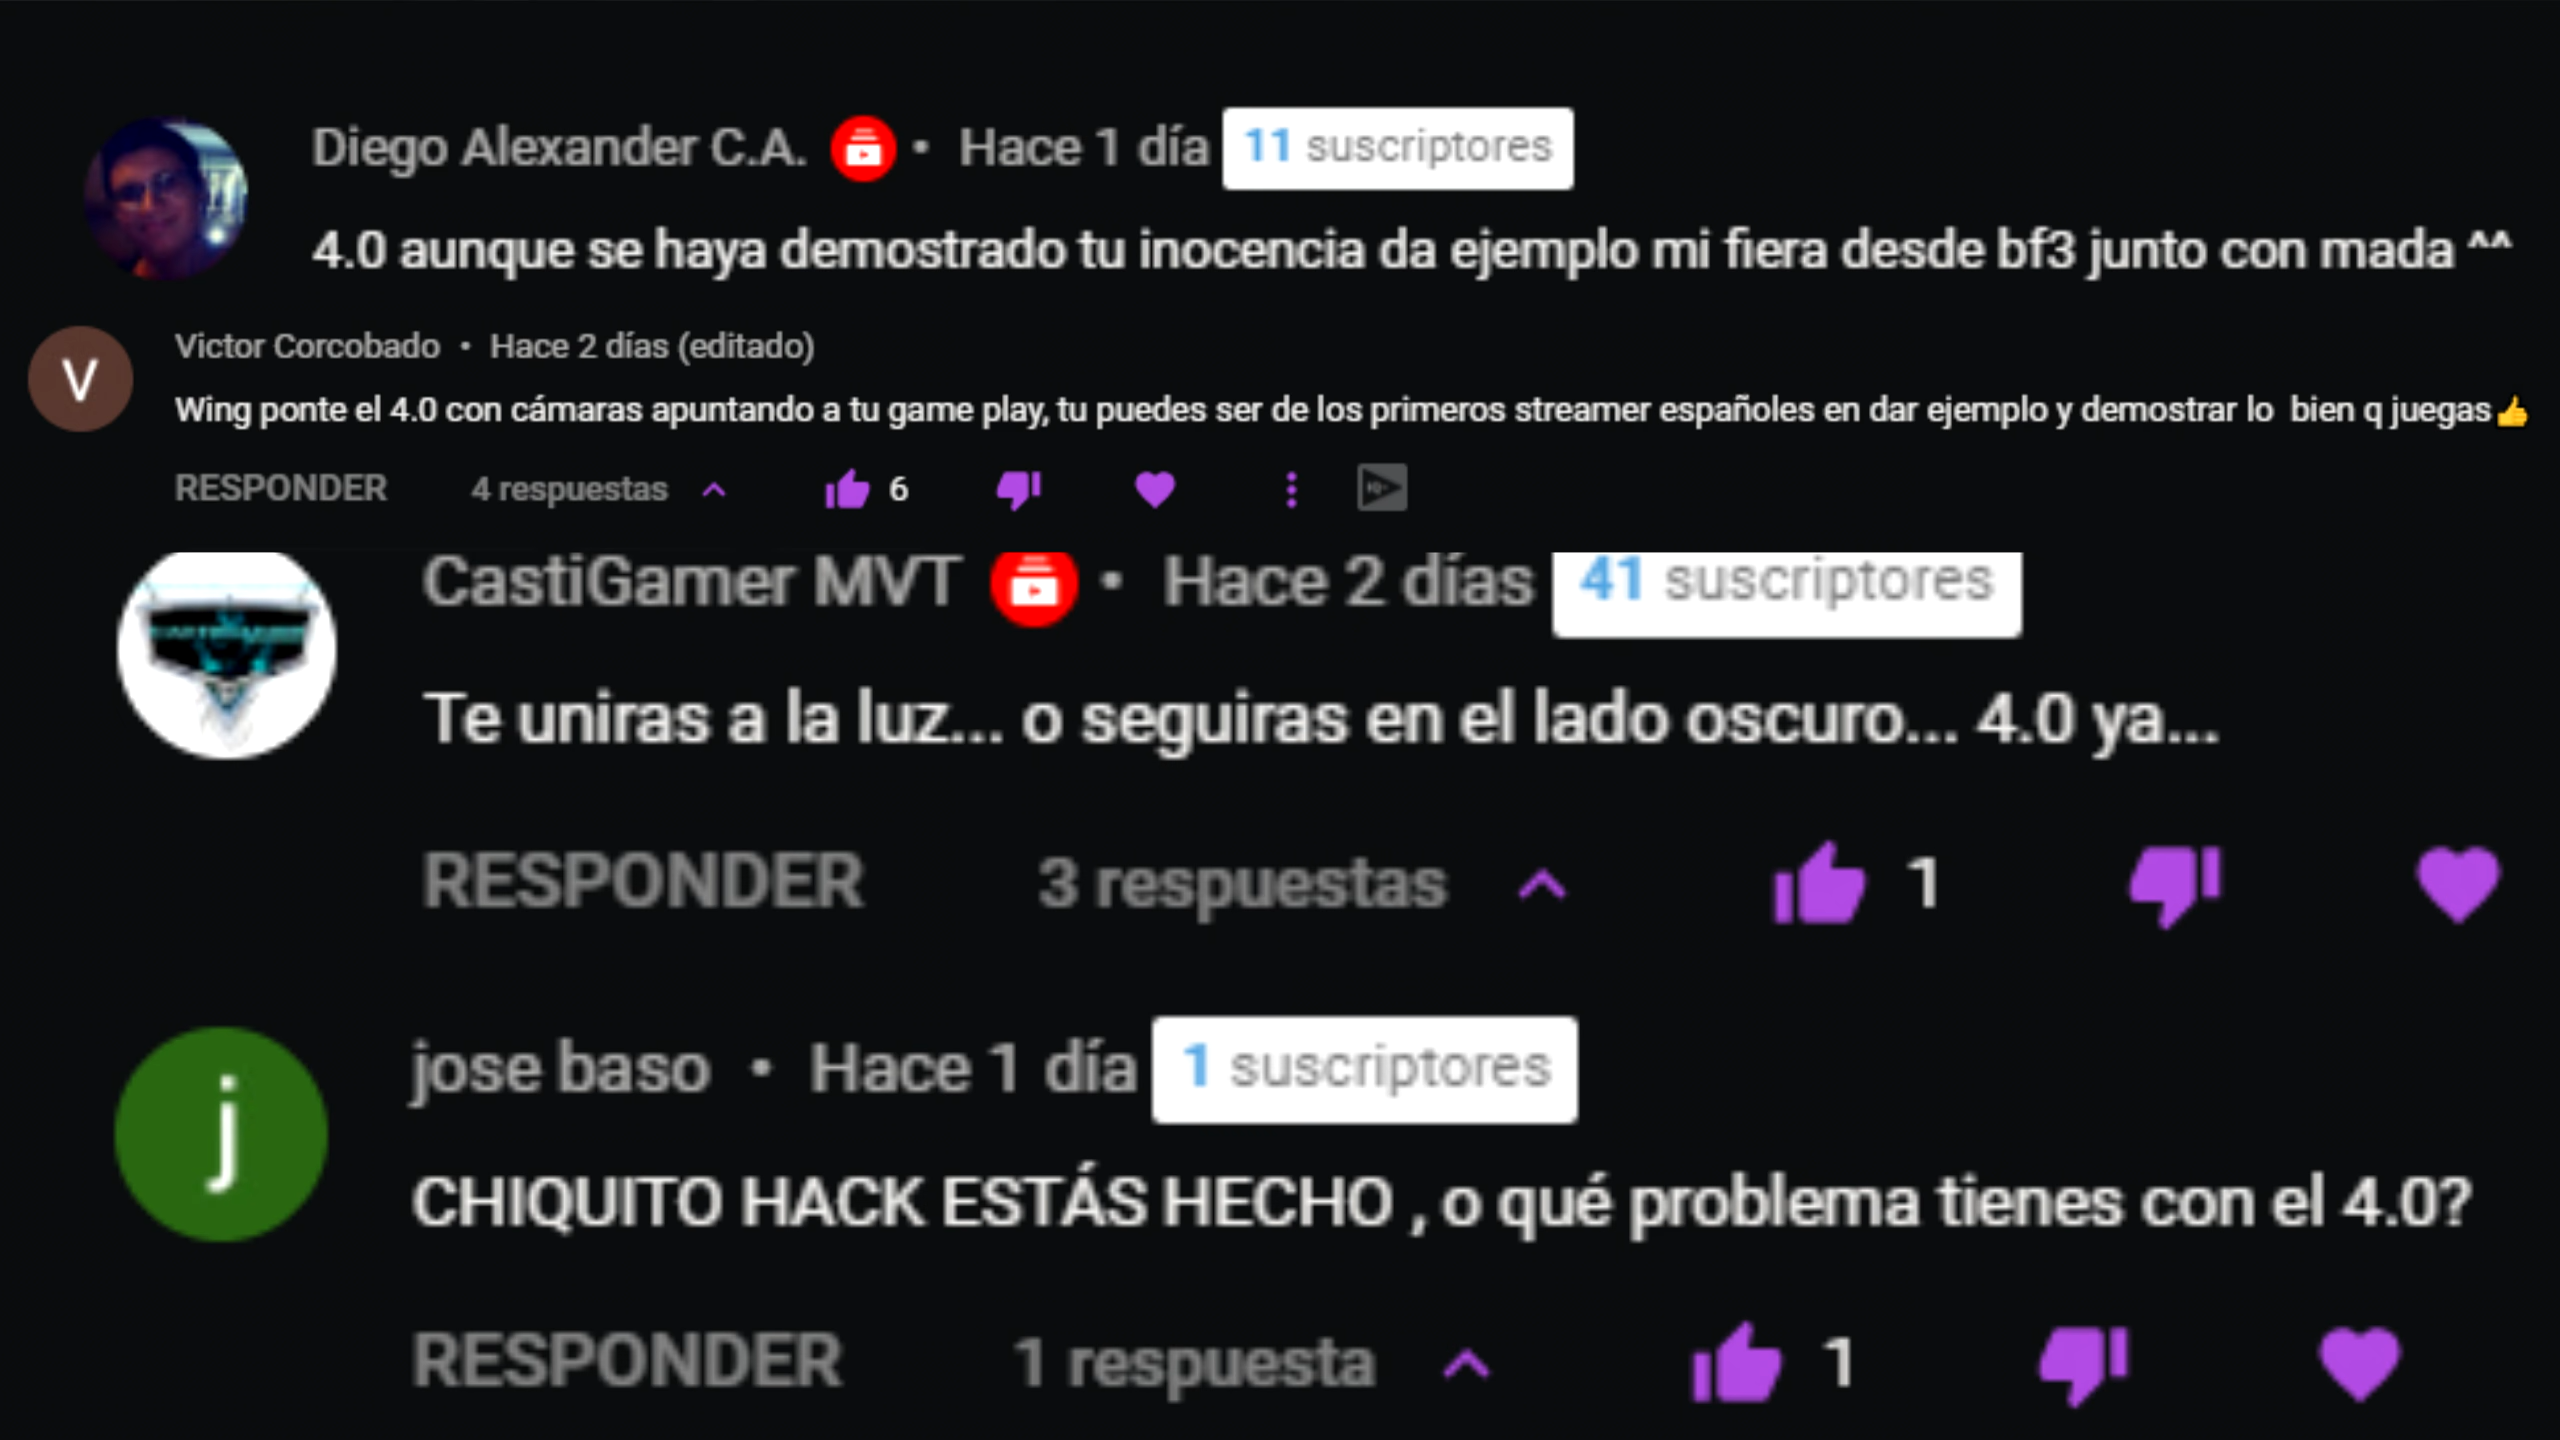 Diego Alexander C.A. • Hace 1 día 11 suscriptores
4.0 aunque se haya demostrado tu inocencia da ejemplo mi fiera desde bf3 junto con mada ^^
V
Victor Corcobado • Hace 2 días (editado)
Wing ponte el 4.0 con cámaras apuntando a tu game play, tu puedes ser de los primeros streamer españoles en dar ejemplo y demostrar lo bien q juegas👍
RESPONDER 4 respuestas 6
CastiGamer MVT • Hace 2 días 41 suscriptores
Te uniras a la luz... o seguiras en el lado oscuro... 4.0 ya...
RESPONDER 3 respuestas 1
j
jose baso • Hace 1 día 1 suscriptores
CHIQUITO HACK ESTÁS HECHO , o qué problema tienes con el 4.0?
RESPONDER 1 respuesta 1